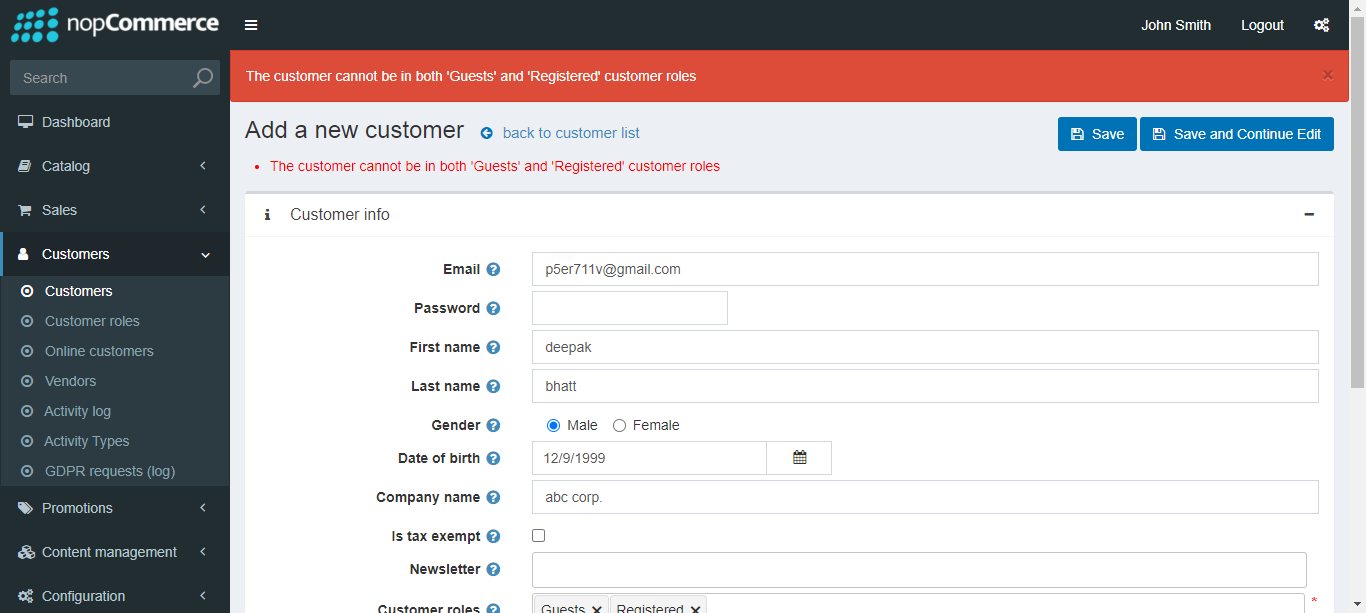 nopCommerce
John Smith Logout
Search
The customer cannot be in both 'Guests' and 'Registered' customer roles
×
Dashboard
Catalog
Sales
Customers
Customers
Customer roles
Online customers
Vendors
Activity log
Activity Types
GDPR requests (log)
Promotions
Content management
Configuration
Add a new customer back to customer list
Save Save and Continue Edit
• The customer cannot be in both 'Guests' and 'Registered' customer roles
Customer info
Email p5er711v@gmail.com
Password
First name deepak
Last name bhatt
Gender Male Female
Date of birth 12/9/1999
Company name abc corp.
Is tax exempt
Newsletter
Customer roles Guests × Registered × *